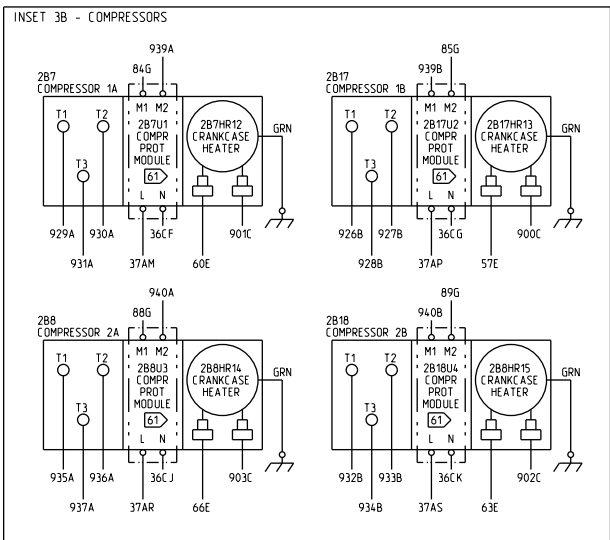 INSET 3B - COMPRESSORS
939A
84G
2B7
COMPRESSOR 1A
M1 M2
T1
T2
T3
2B7U1
COMPR
PROT
MODULE
61
L N
2B7HR12
CRANKCASE
HEATER
GRN
929A
930A
931A
36CF
37AM
60E
901C
85G
939B
2B17
COMPRESSOR 1B
M1 M2
T1
T2
T3
2B17U2
COMPR
PROT
MODULE
61
L N
2B17HR13
CRANKCASE
HEATER
GRN
926B
927B
928B
36CG
37AP
57E
900C
940A
88G
2B8
COMPRESSOR 2A
M1 M2
T1
T2
T3
2B8U3
COMPR
PROT
MODULE
61
L N
2B8HR14
CRANKCASE
HEATER
GRN
935A
936A
937A
36CJ
37AR
66E
903C
89G
940B
2B18
COMPRESSOR 2B
M1 M2
T1
T2
T3
2B18U4
COMPR
PROT
MODULE
61
L N
2B8HR15
CRANKCASE
HEATER
GRN
932B
933B
934B
36CK
37AS
63E
902C